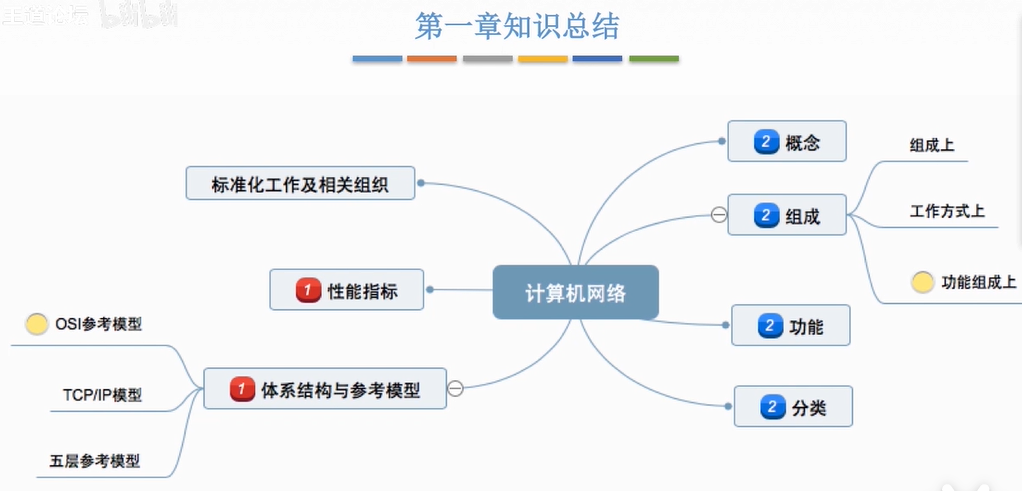 bilibili
第一章知识总结
标准化工作及相关组织
1 性能指标
1 体系结构与参考模型
OSI参考模型
TCP/IP模型
五层参考模型
计算机网络
2 概念
2 组成
组成上
工作方式上
功能组成上
2 功能
2 分类